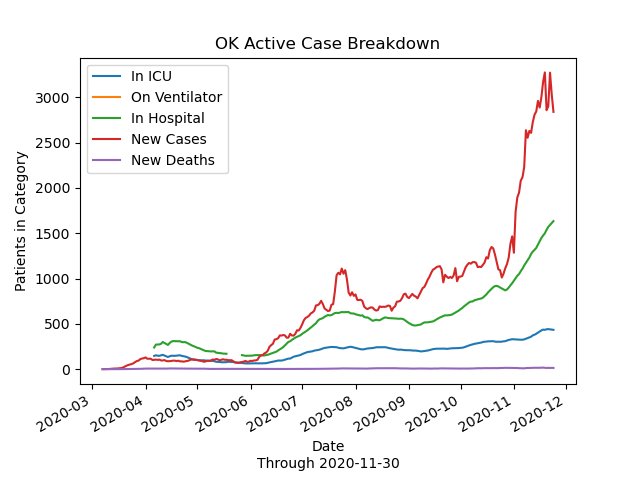 OK Active Case Breakdown
In ICU
On Ventilator
In Hospital
New Cases
New Deaths
Patients in Category
3000
2500
2000
1500
1000
500
0
2020-03
2020-04
2020-05
2020-06
2020-07
2020-08
2020-09
2020-10
2020-11
2020-12
Date
Through 2020-11-30